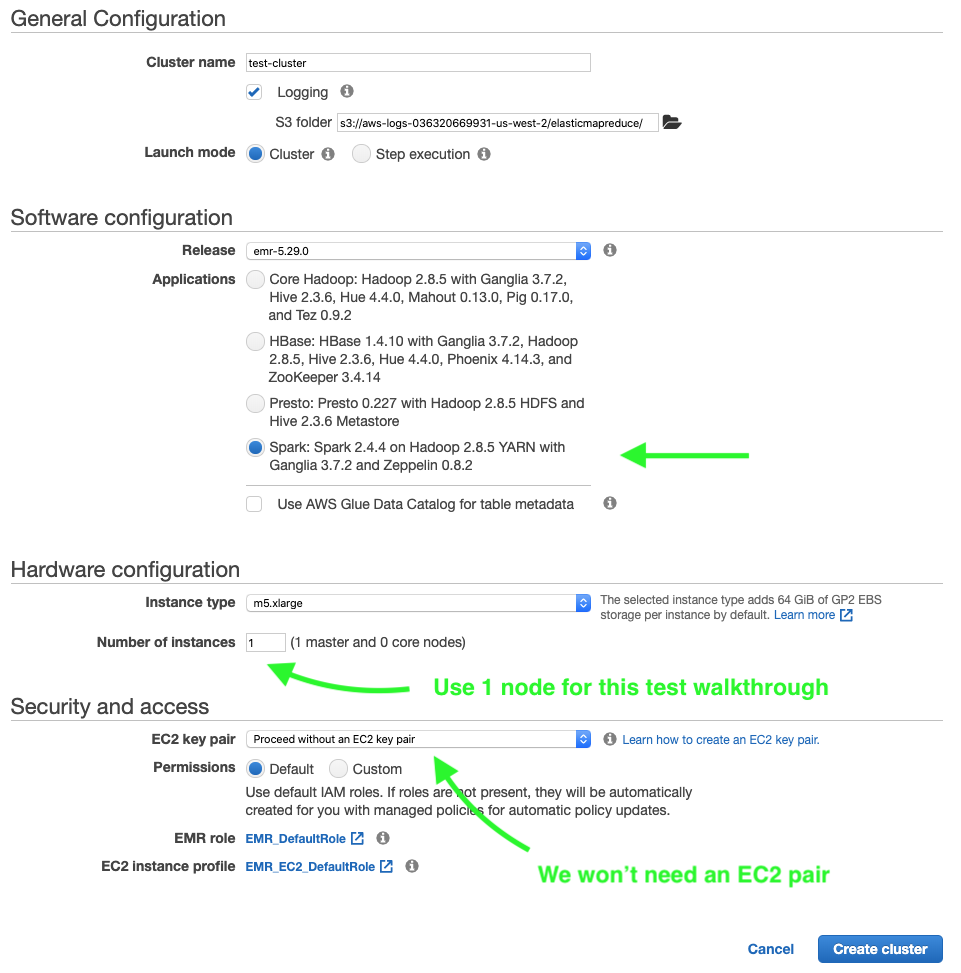 General Configuration
Cluster name test-cluster
Logging
S3 folder s3://aws-logs-036320669931-us-west-2/elasticmapreduce/
Launch mode Cluster Step execution
Software configuration
Release emr-5.29.0
Applications Core Hadoop: Hadoop 2.8.5 with Ganglia 3.7.2,
Hive 2.3.6, Hue 4.4.0, Mahout 0.13.0, Pig 0.17.0,
and Tez 0.9.2
HBase: HBase 1.4.10 with Ganglia 3.7.2, Hadoop
2.8.5, Hive 2.3.6, Hue 4.4.0, Phoenix 4.14.3, and
ZooKeeper 3.4.14
Presto: Presto 0.227 with Hadoop 2.8.5 HDFS and
Hive 2.3.6 Metastore
Spark: Spark 2.4.4 on Hadoop 2.8.5 YARN with
Ganglia 3.7.2 and Zeppelin 0.8.2
Use AWS Glue Data Catalog for table metadata
Hardware configuration
Instance type m5.xlarge
The selected instance type adds 64 GiB of GP2 EBS
storage per instance by default. Learn more
Number of instances 1 (1 master and 0 core nodes)
Use 1 node for this test walkthrough
Security and access
EC2 key pair Proceed without an EC2 key pair Learn how to create an EC2 key pair.
Permissions Default Custom
Use default IAM roles. If roles are not present, they will be automatically
created for you with managed policies for automatic policy updates.
EMR role EMR_DefaultRole
EC2 instance profile EMR_EC2_DefaultRole
We won't need an EC2 pair
Cancel Create cluster